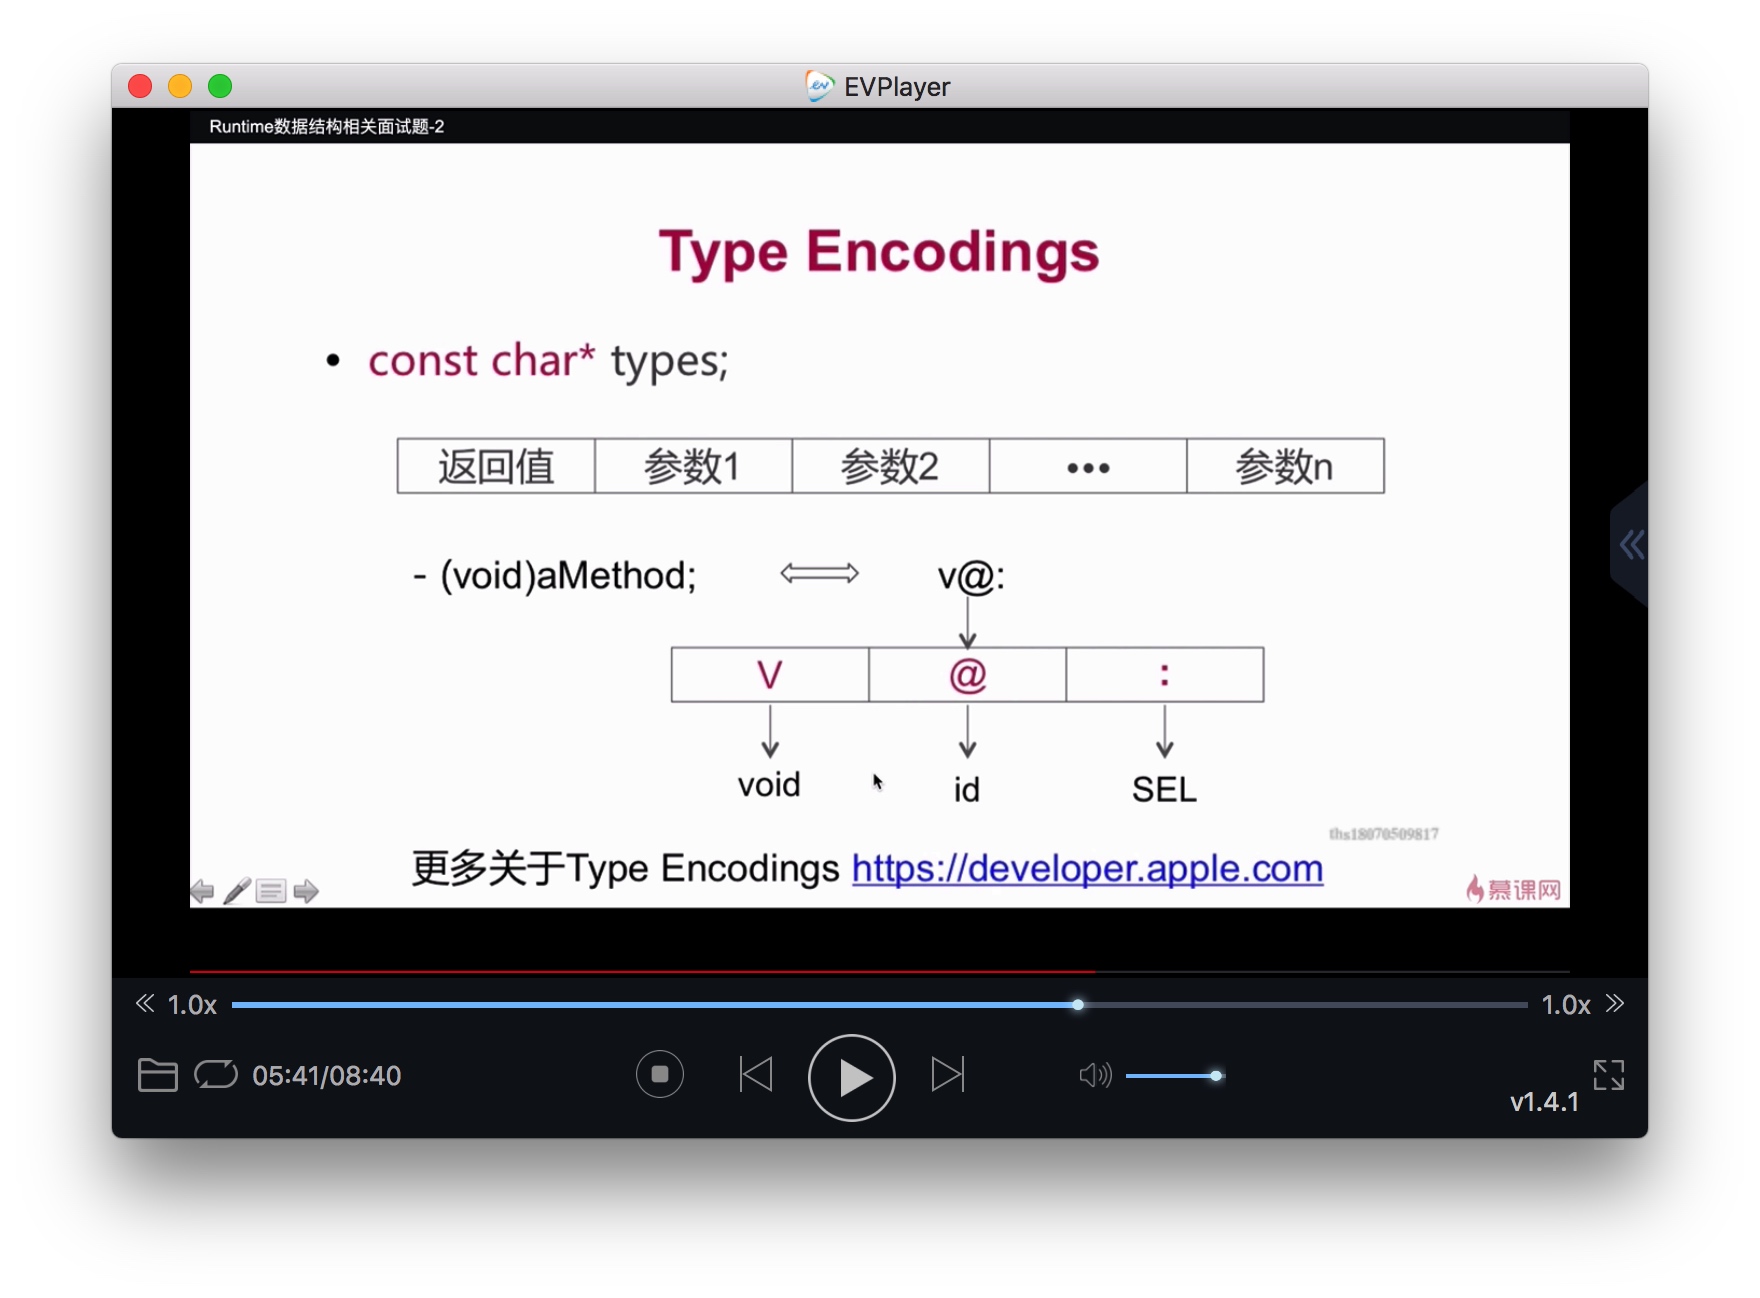 EVPlayer
Runtime数据结构相关面试题-2
Type Encodings
• const char* types;
返回值 参数1 参数2 ••• 参数n
- (void)aMethod; v@:
V @ :
void id SEL
ths18070509817
更多关于Type Encodings https://developer.apple.com
慕课网
1.0x 1.0x
05:41/08:40
v1.4.1